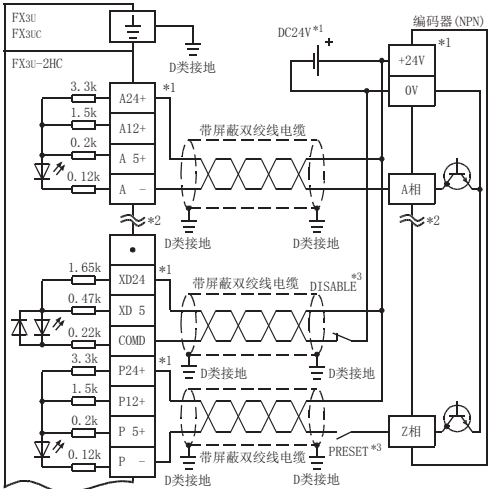 FX3U
FX3UC
FX3U-2HC
D类接地
DC24V*1
+
编码器(NPN)
*1
+24V
0V
3.3k
A24+
*1
1.5k
A12+
0.2k
A 5+
0.12k
A -
带屏蔽双绞线电缆
A相
*2
*2
D类接地
D类接地
1.65k
XD24
*1
0.47k
XD 5
0.22k
COMD
带屏蔽双绞线电缆
DISABLE*3
3.3k
P24+
*1
D类接地
D类接地
1.5k
P12+
0.2k
P 5+
0.12k
P -
Z相
PRESET*3
带屏蔽双绞线电缆
D类接地
D类接地